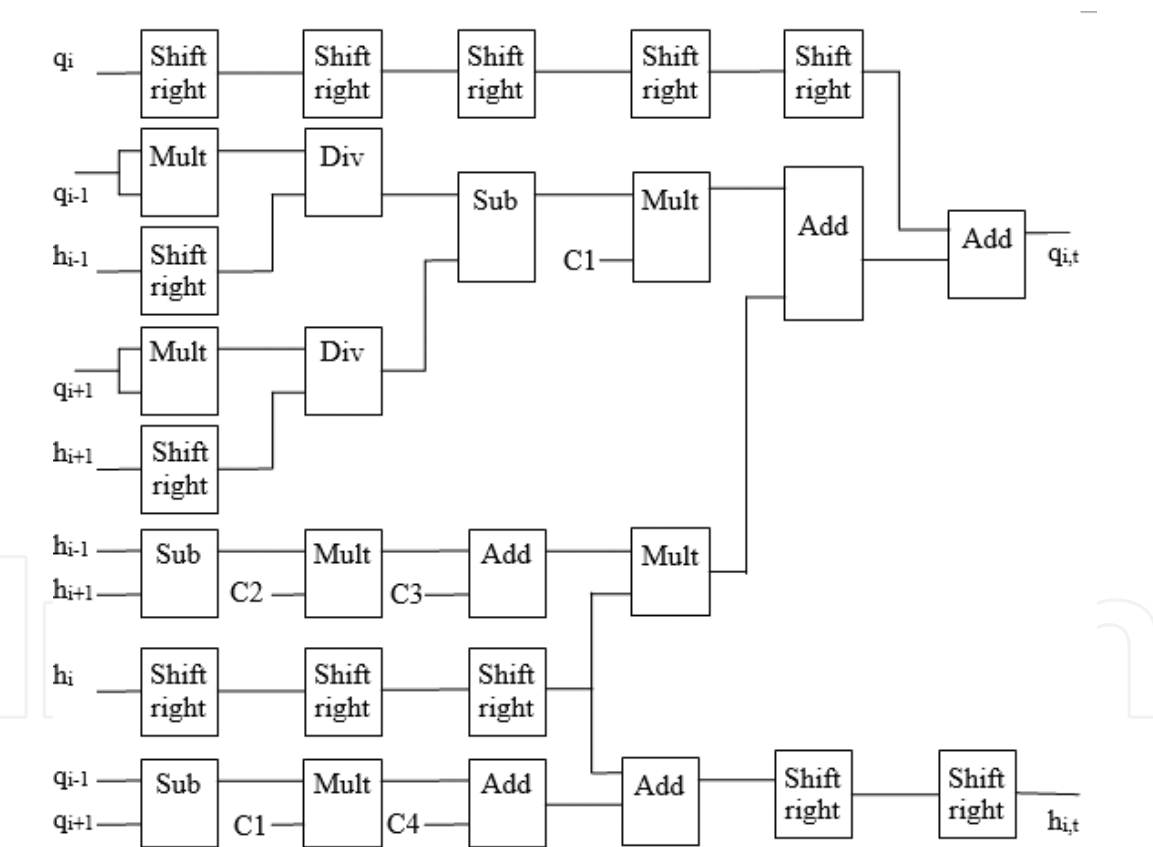 qi
Shift right
Shift right
Shift right
Shift right
Shift right
qi-1
Mult
Div
Sub
Mult
Add
Add
qi,t
hi-1
Shift right
C1
Mult
Div
qi+1
hi+1
Shift right
hi-1
Sub
Mult
Add
Mult
hi+1
C2
C3
hi
Shift right
Shift right
Shift right
qi-1
Sub
Mult
Add
Add
Shift right
Shift right
qi+1
C1
C4
hi,t